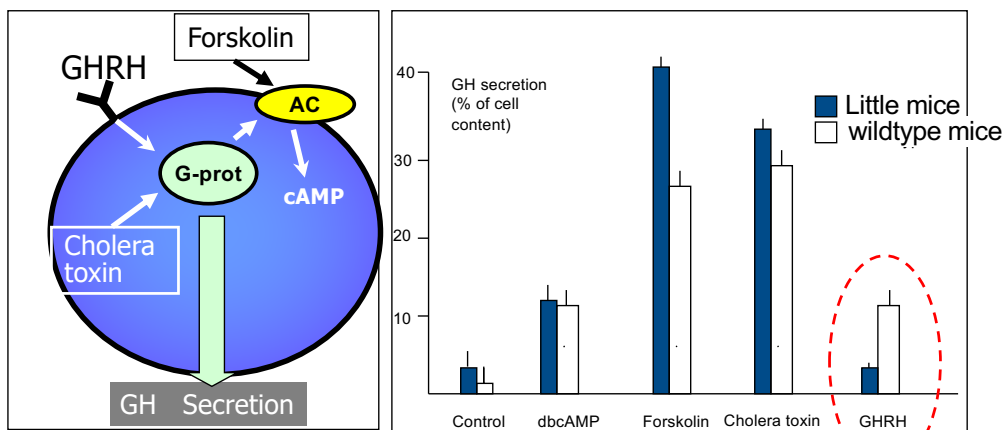 Forskolin
GHRH
AC
G-prot
cAMP
Cholera
toxin
GH Secretion
40
30
20
10
GH secretion
(% of cell
content)
Little mice
wildtype mice
Control
dbcAMP
Forskolin
Cholera toxin
GHRH